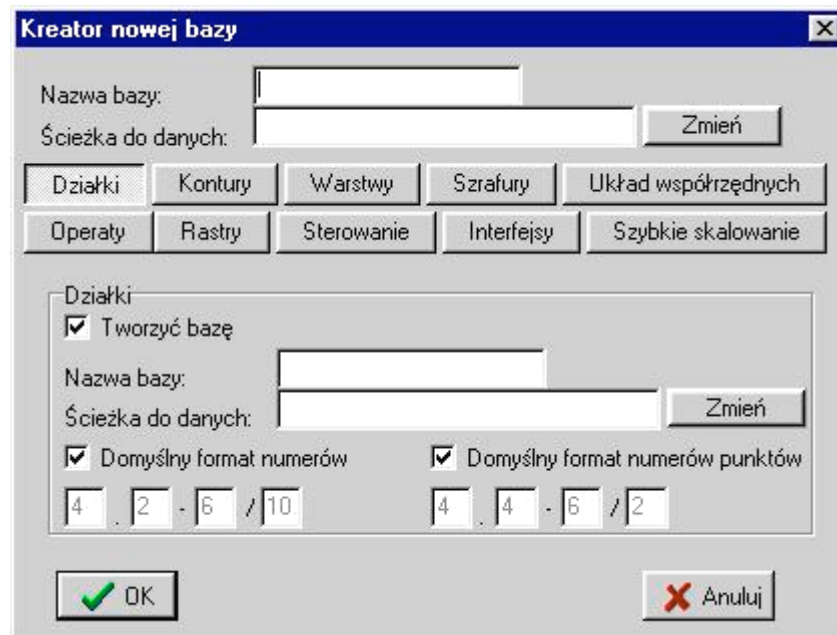 Kreator nowej bazy
Nazwa bazy:
Ścieżka do danych: Zmień
Działki Kontury Warstwy Szrafury Układ współrzędnych
Operaty Rastry Sterowanie Interfejsy Szybkie skalowanie
Działki
Tworzyć bazę
Nazwa bazy:
Ścieżka do danych: Zmień
Domyślny format numerów Domyślny format numerów punktów
4 . 2 - 6 / 10 4 . 4 - 6 / 2
OK Anuluj